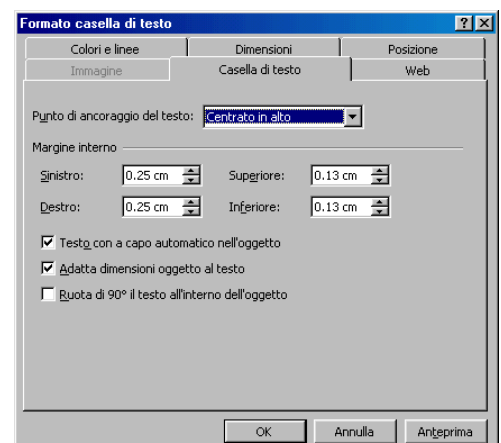 Formato casella di testo
Colori e linee Dimensioni Posizione
Immagine Casella di testo Web
Punto di ancoraggio del testo: Centrato in alto
Margine interno
Sinistro: 0.25 cm Superiore: 0.13 cm
Destro: 0.25 cm Inferiore: 0.13 cm
Testo con a capo automatico nell'oggetto
Adatta dimensioni oggetto al testo
Ruota di 90° il testo all'interno dell'oggetto
OK Annulla Anteprima